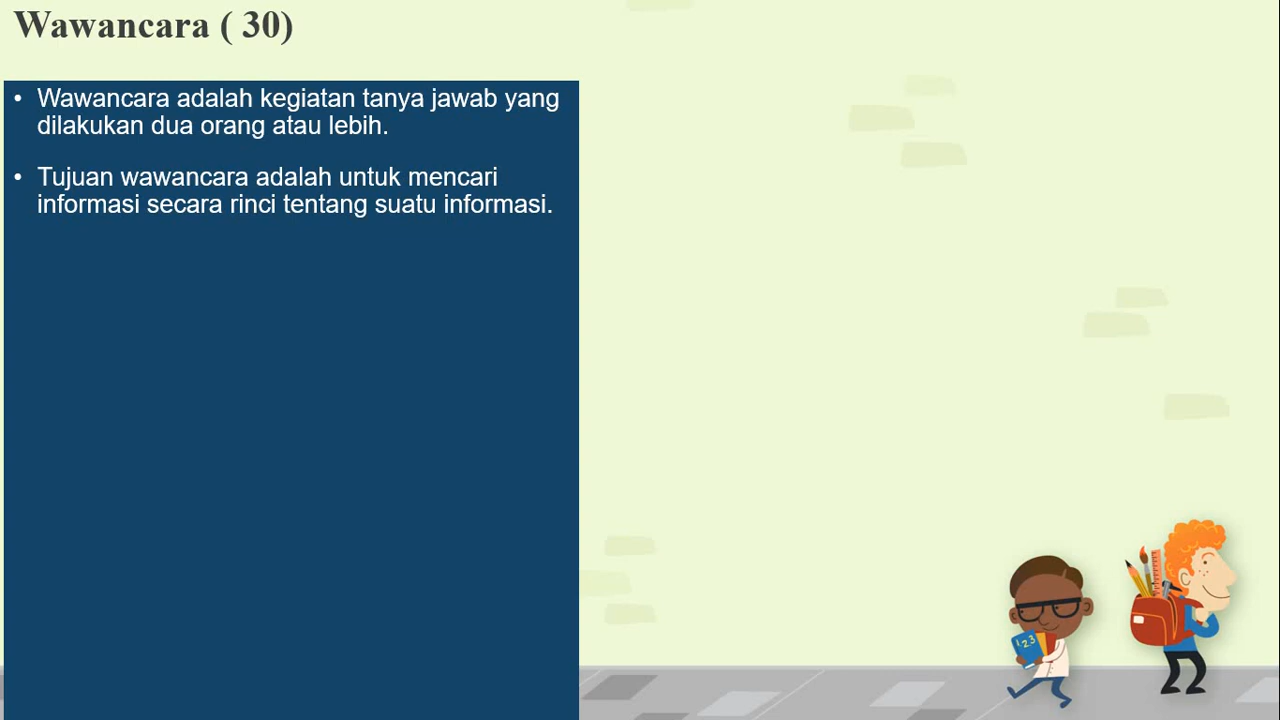 Wawancara ( 30)
• Wawancara adalah kegiatan tanya jawab yang
dilakukan dua orang atau lebih.
• Tujuan wawancara adalah untuk mencari
informasi secara rinci tentang suatu informasi.
123